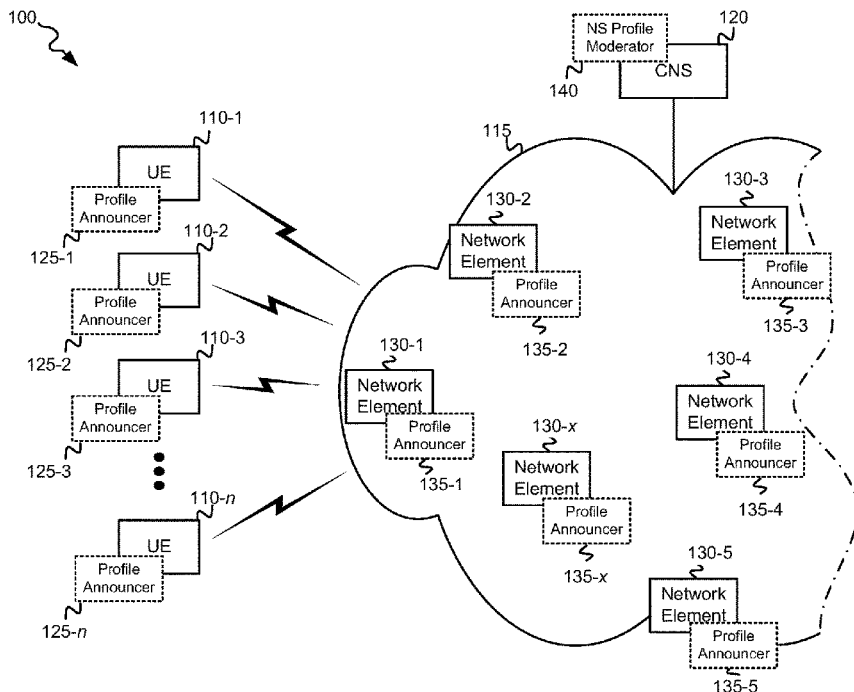 100
NS Profile
Moderator
120
CNS
140
110-1
UE
Profile
Announcer
125-1
115
130-2
Network
Element
Profile
Announcer
135-2
130-3
Network
Element
Profile
Announcer
135-3
110-2
UE
Profile
Announcer
125-2
110-3
UE
Profile
Announcer
125-3
130-1
Network
Element
Profile
Announcer
135-1
130-4
Network
Element
Profile
Announcer
135-4
130-x
Network
Element
Profile
Announcer
135-x
110-n
UE
Profile
Announcer
125-n
130-5
Network
Element
Profile
Announcer
135-5